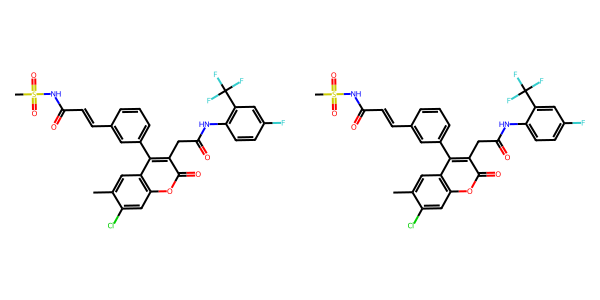 F F F F F F
O O
S NH S NH
O O
HN F HN F
O O O O
O O O O
Cl Cl